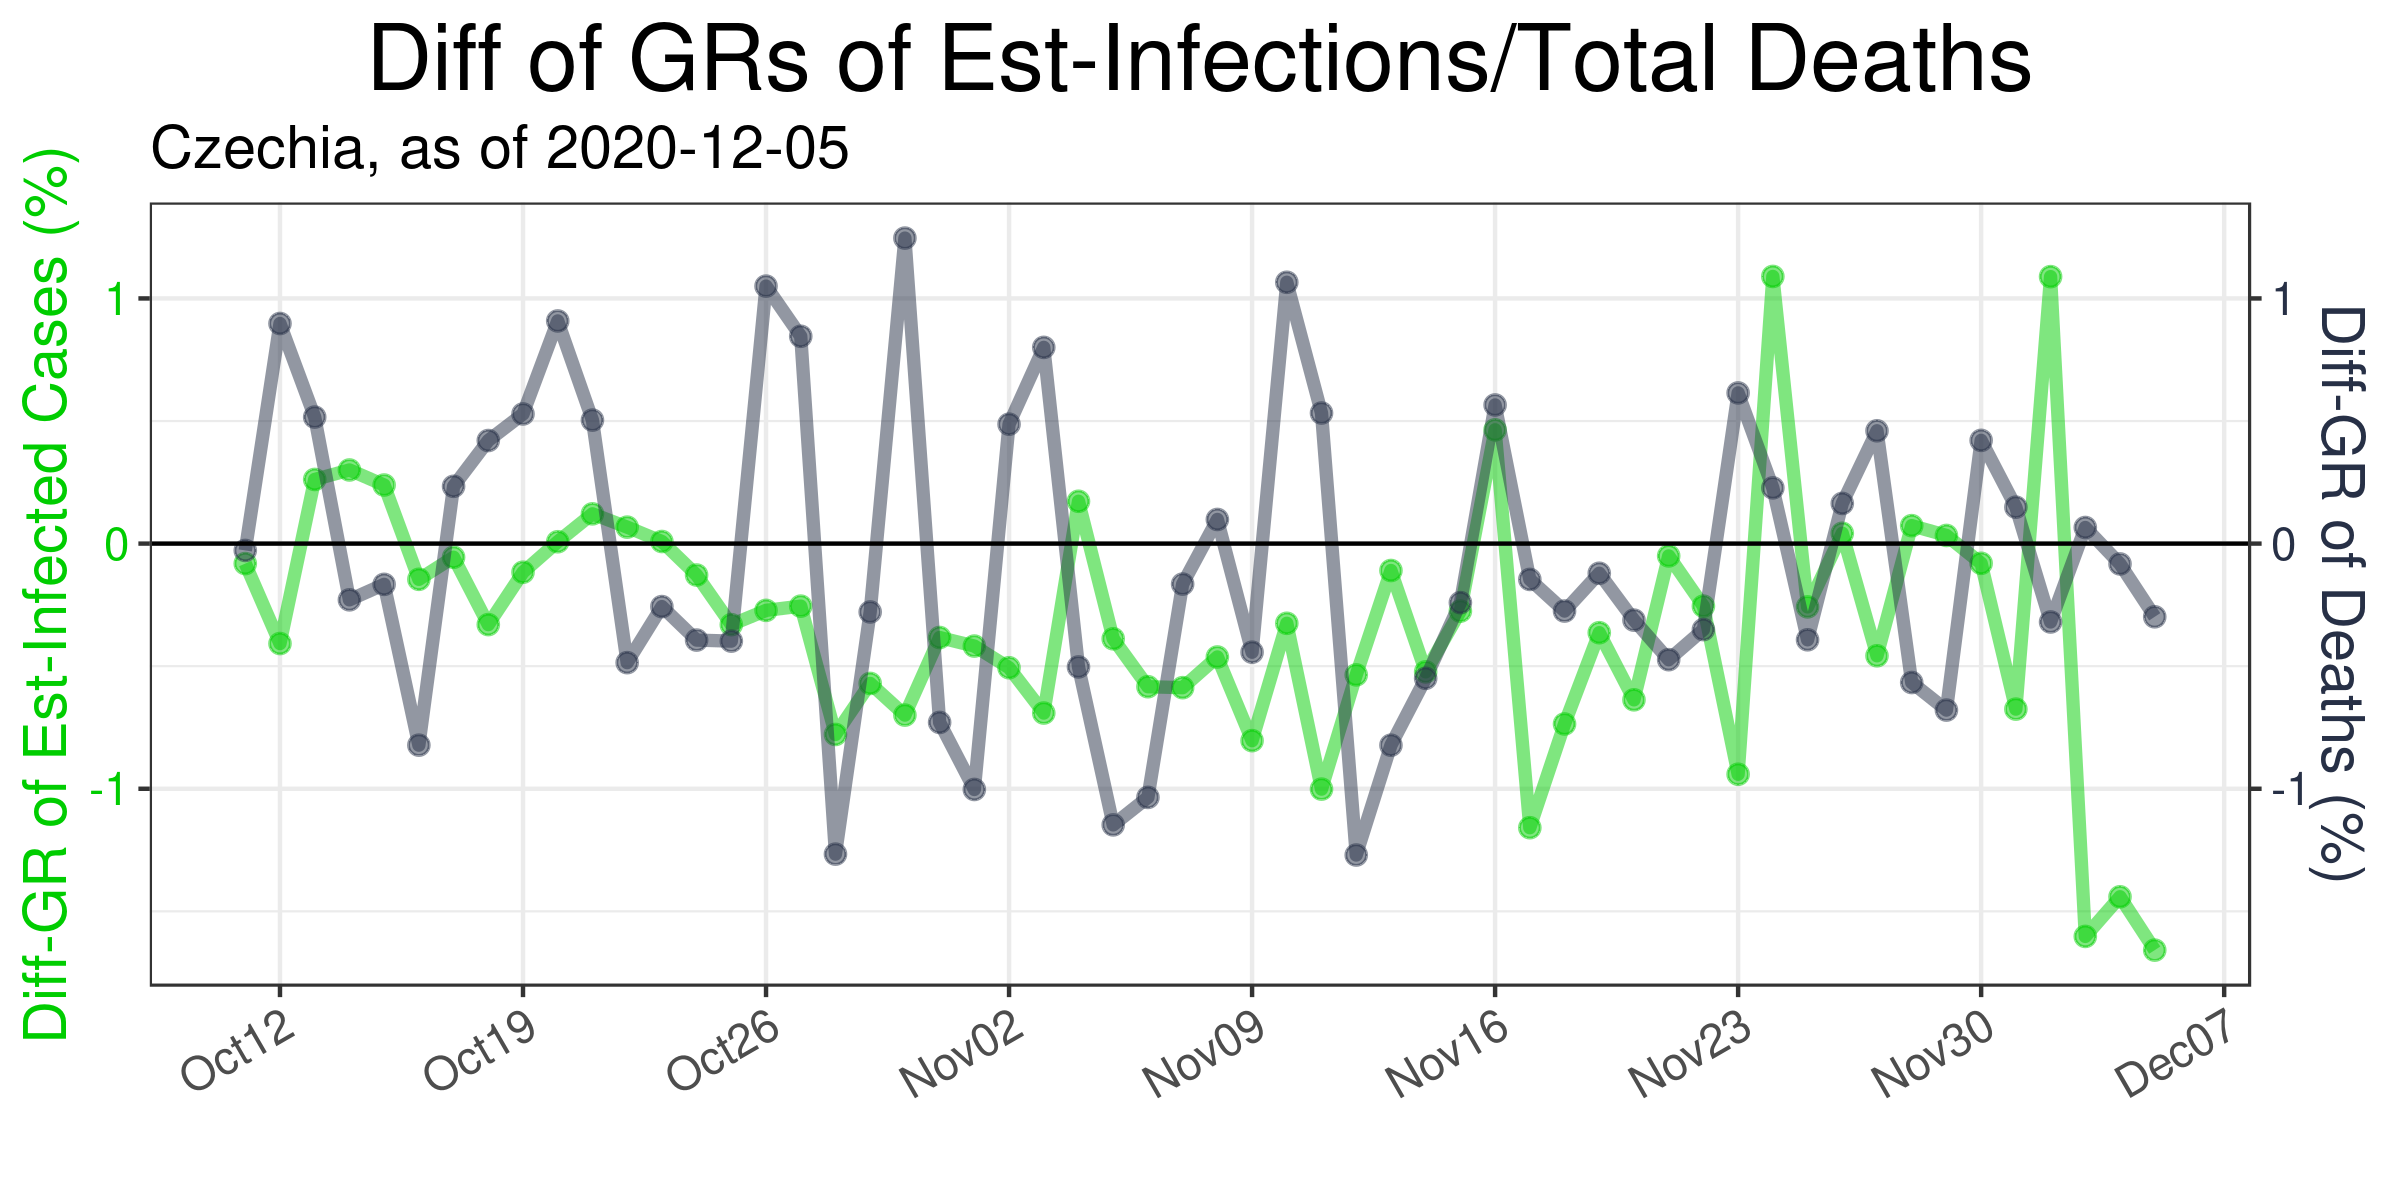 Diff of GRs of Est-Infections/Total Deaths
Czechia, as of 2020-12-05
Diff-GR of Est-Infected Cases (%)
1
0
-1
1
0
-1
Diff-GR of Deaths (%)
Oct12
Oct19
Oct26
Nov02
Nov09
Nov16
Nov23
Nov30
Dec07